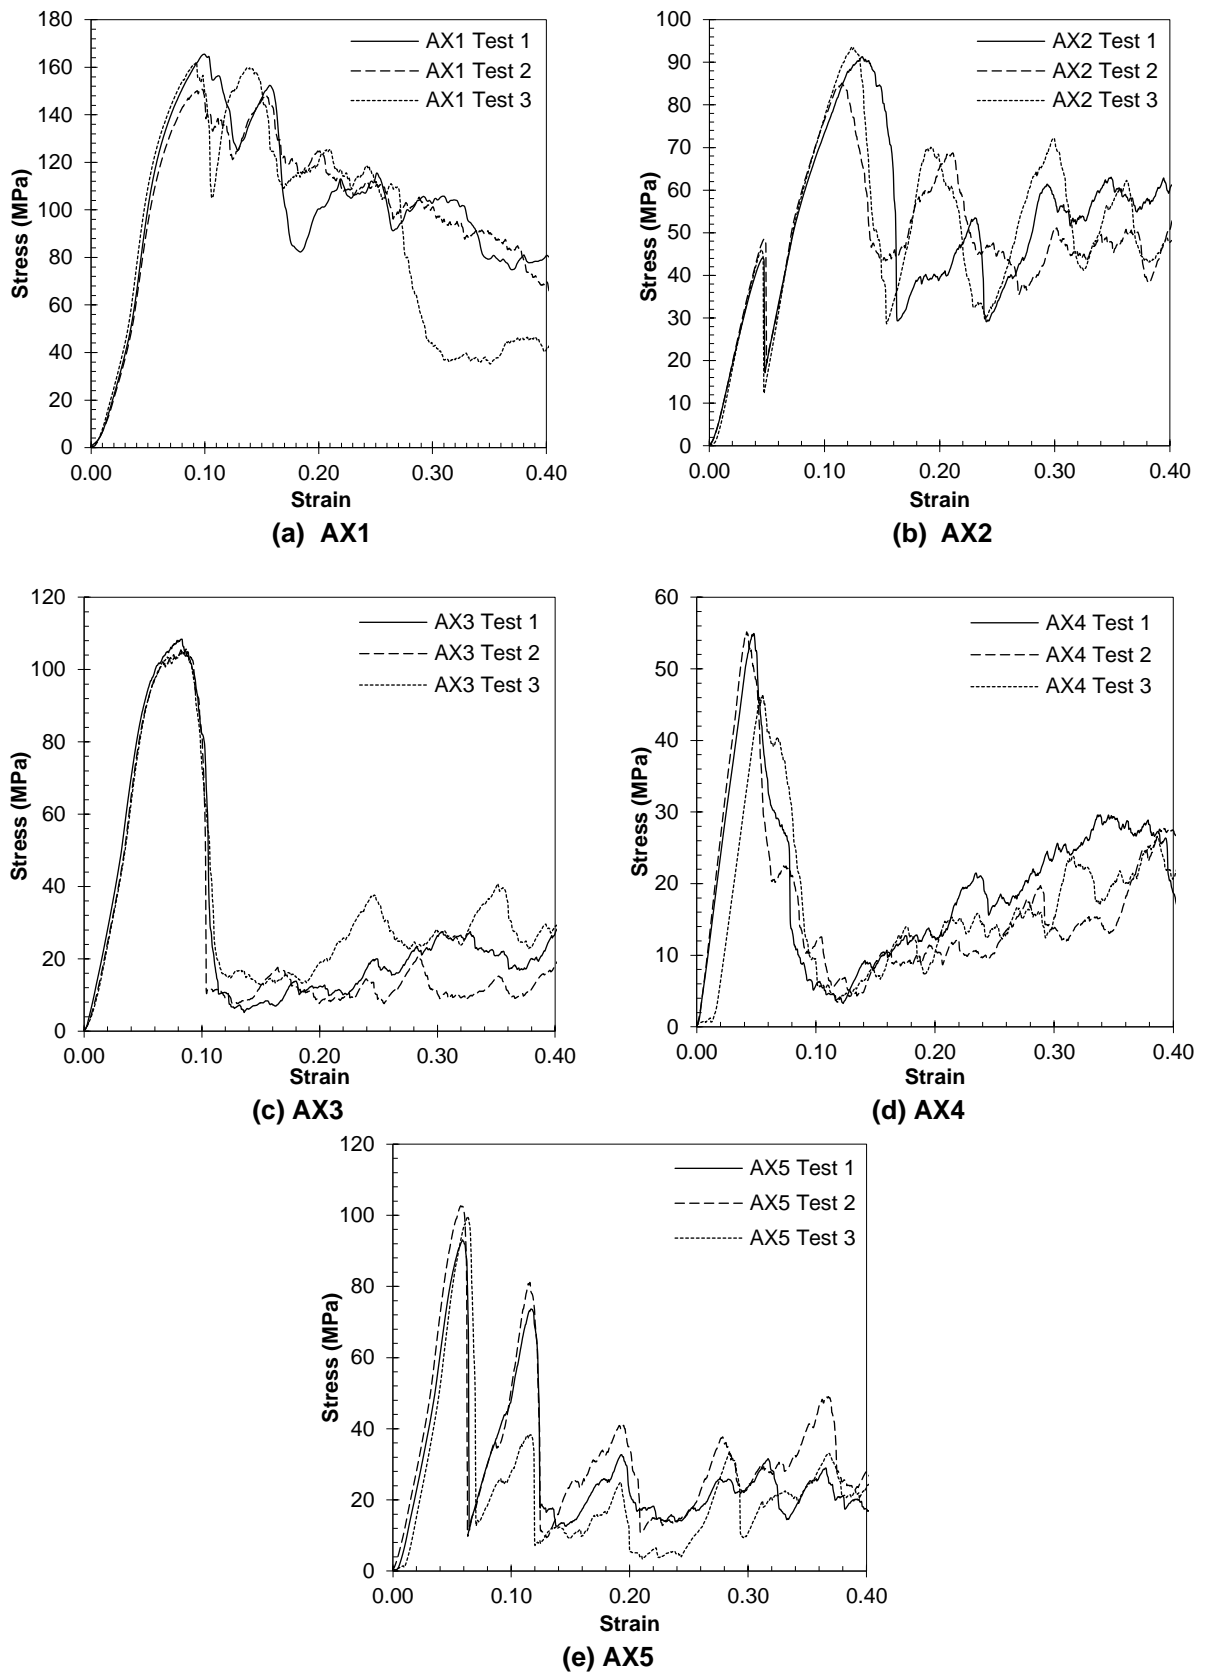 180
160
140
120
100
80
60
40
20
0
Stress (MPa)
AX1 Test 1
AX1 Test 2
AX1 Test 3
0.00 0.10 0.20 0.30 0.40
Strain
(a) AX1
100
90
80
70
60
50
40
30
20
10
0
Stress (MPa)
AX2 Test 1
AX2 Test 2
AX2 Test 3
0.00 0.10 0.20 0.30 0.40
Strain
(b) AX2
120
100
80
60
40
20
0
Stress (MPa)
AX3 Test 1
AX3 Test 2
AX3 Test 3
0.00 0.10 0.20 0.30 0.40
Strain
(c) AX3
60
50
40
30
20
10
0
Stress (MPa)
AX4 Test 1
AX4 Test 2
AX4 Test 3
0.00 0.10 0.20 0.30 0.40
Strain
(d) AX4
120
100
80
60
40
20
0
Stress (MPa)
AX5 Test 1
AX5 Test 2
AX5 Test 3
0.00 0.10 0.20 0.30 0.40
Strain
(e) AX5